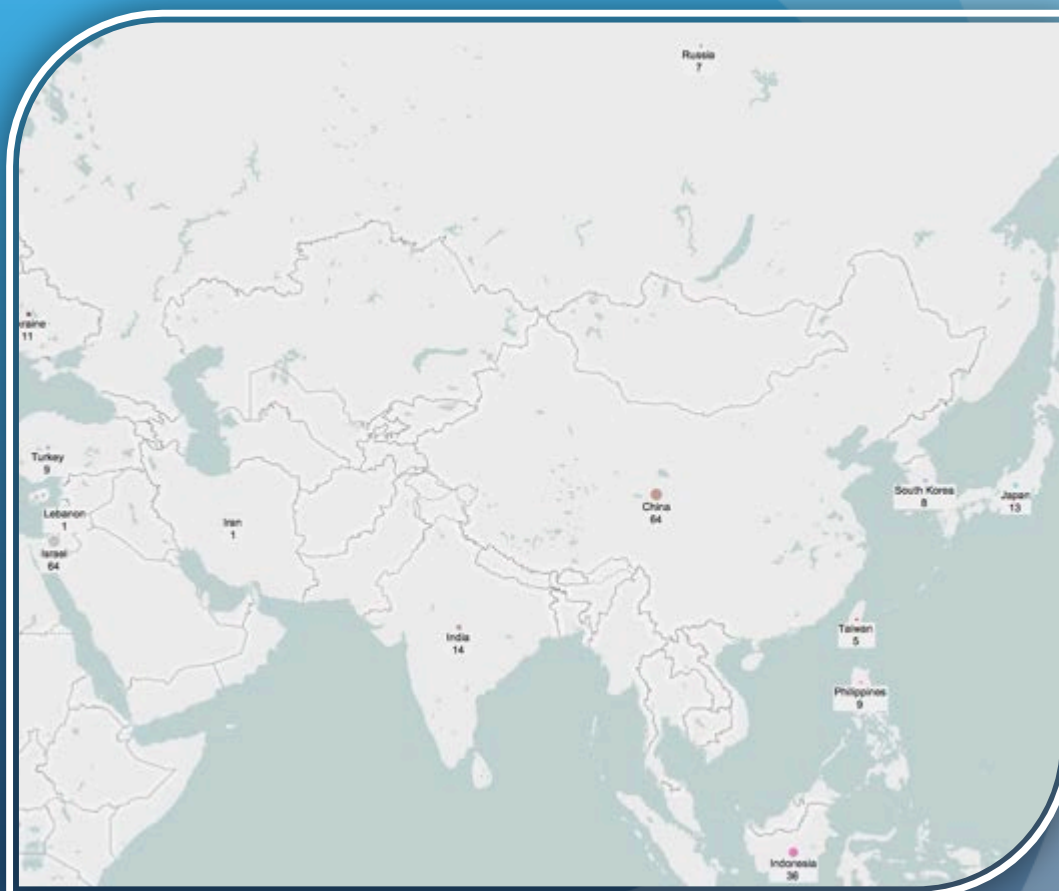 Russia
7
raine
11
Turkey
9
Lebanon
1
Israel
64
Iran
1
China
64
South Korea
8
Japan
13
India
14
Taiwan
5
Philippines
9
Indonesia
36